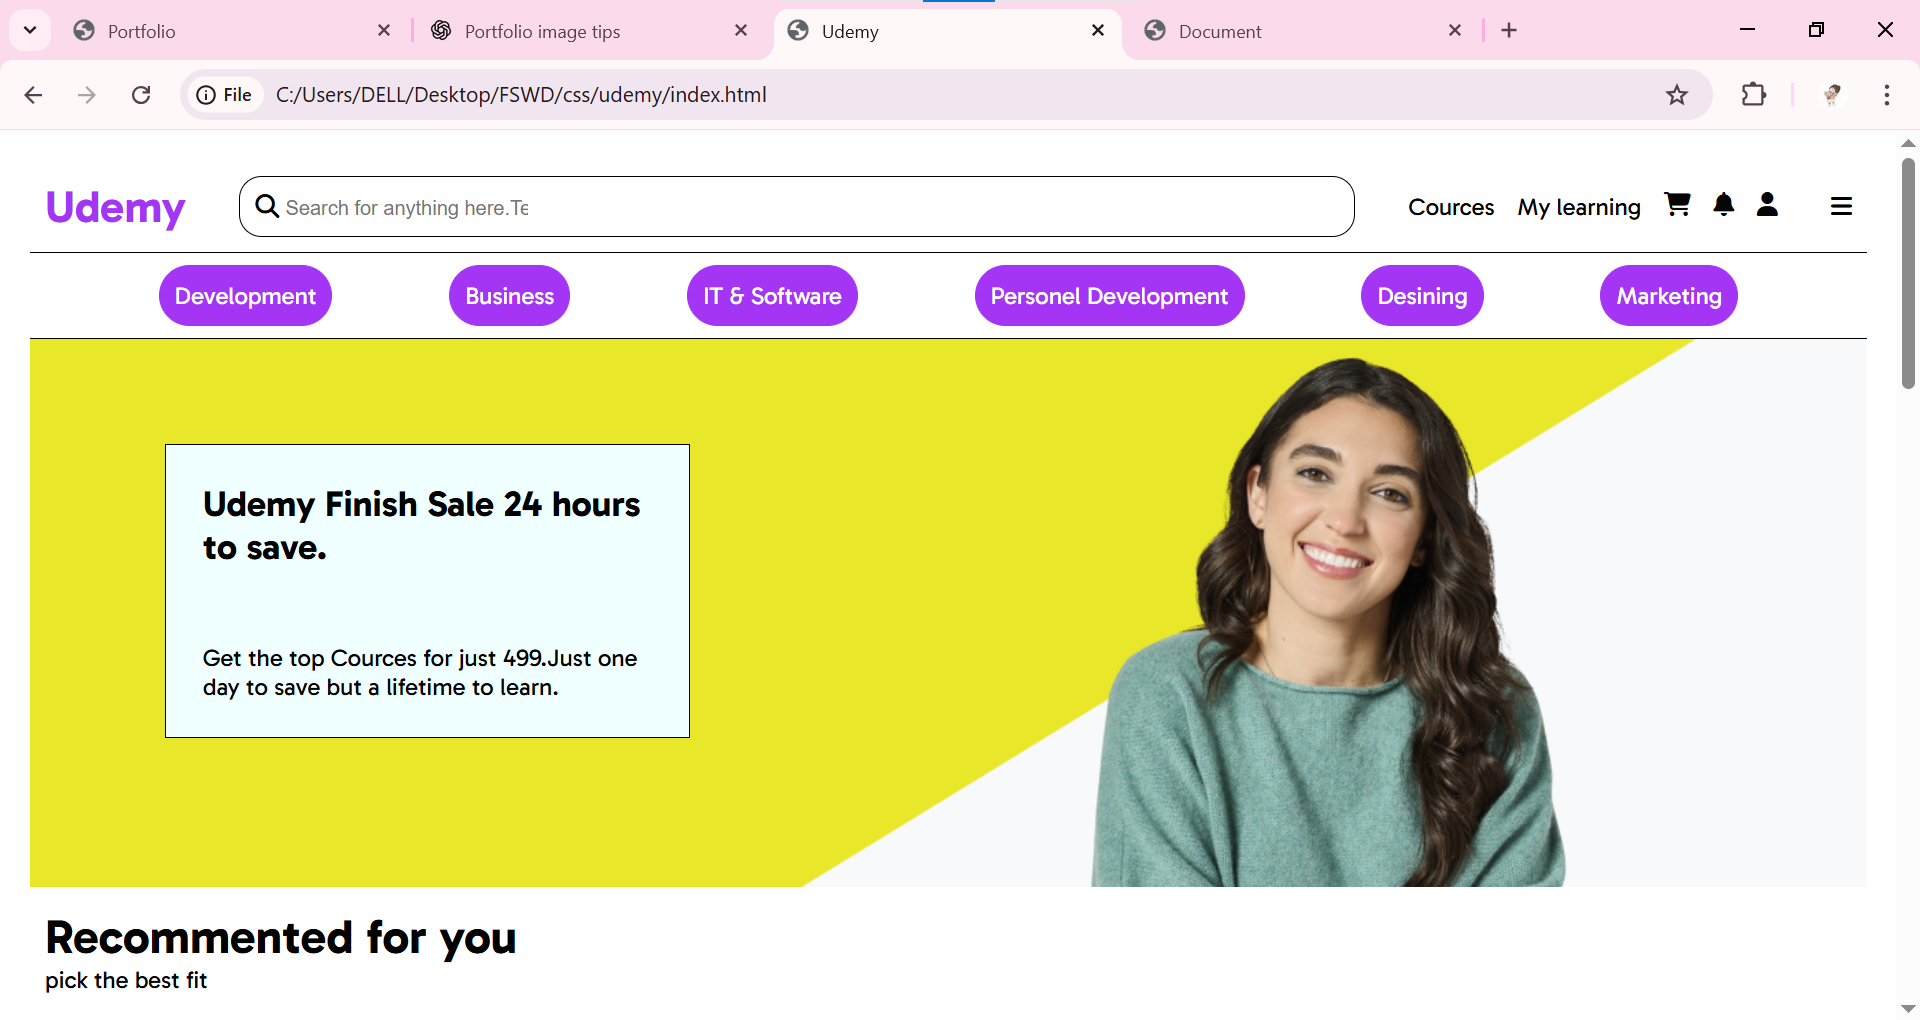 Portfolio
Portfolio image tips
Udemy
Document
File
C:/Users/DELL/Desktop/FSWD/css/udemy/index.html
Udemy
Search for anything here.Te
Cources
My learning
Development
Business
IT & Software
Personel Development
Desining
Marketing
Udemy Finish Sale 24 hours
to save.
Get the top Cources for just 499.Just one
day to save but a lifetime to learn.
Recommented for you
pick the best fit